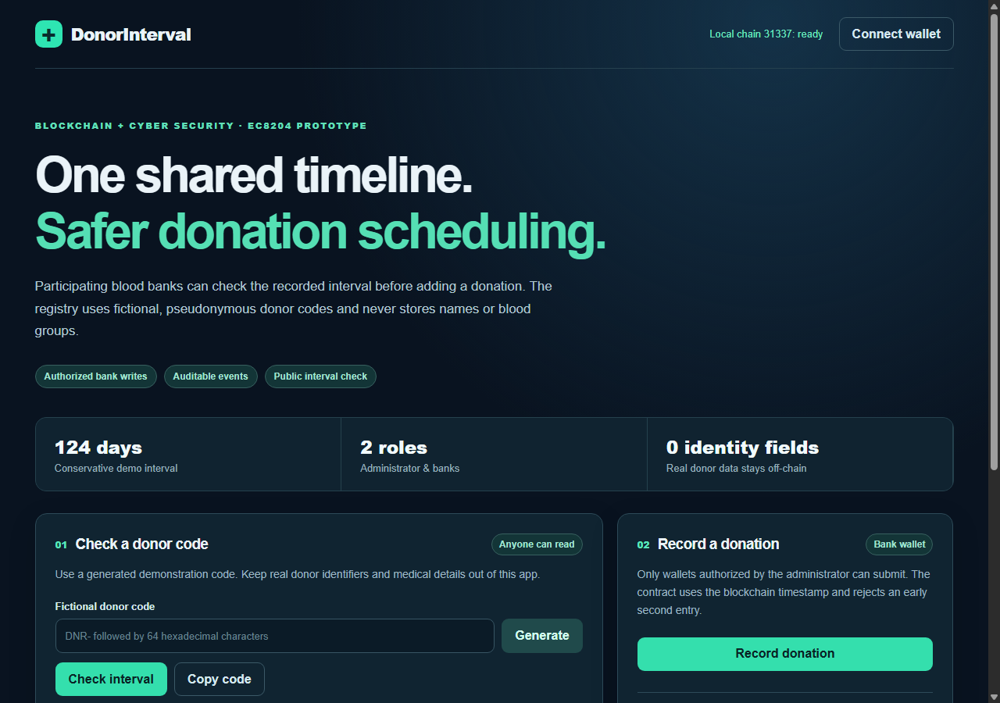 DonorInterval
Local chain 31337: ready
Connect wallet
BLOCKCHAIN + CYBER SECURITY · EC8204 PROTOTYPE
One shared timeline.
Safer donation scheduling.
Participating blood banks can check the recorded interval before adding a donation. The
registry uses fictional, pseudonymous donor codes and never stores names or blood
groups.
Authorized bank writes
Auditable events
Public interval check
124 days
Conservative demo interval
2 roles
Administrator & banks
0 identity fields
Real donor data stays off-chain
01 Check a donor code
Anyone can read
Use a generated demonstration code. Keep real donor identifiers and medical details out of this app.
Fictional donor code
DNR- followed by 64 hexadecimal characters
Generate
Check interval
Copy code
02 Record a donation
Bank wallet
Only wallets authorized by the administrator can submit. The
contract uses the blockchain timestamp and rejects an early
second entry.
Record donation